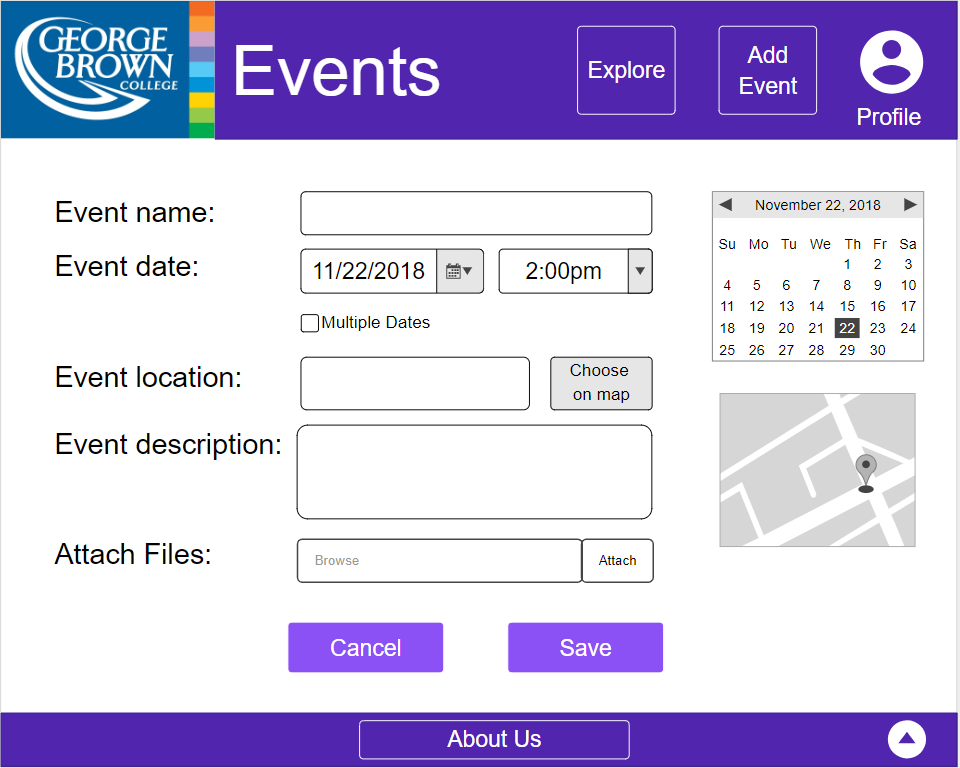 GEORGE
BROWN
COLLEGE
Events
Explore
Add
Event
Profile
Event name:
Event date:
11/22/2018
2:00pm
Multiple Dates
Event location:
Choose
on map
Event description:
Attach Files:
Browse
Attach
Cancel
Save
November 22, 2018
Su Mo Tu We Th Fr Sa
1 2 3
4 5 6 7 8 9 10
11 12 13 14 15 16 17
18 19 20 21 22 23 24
25 26 27 28 29 30
About Us